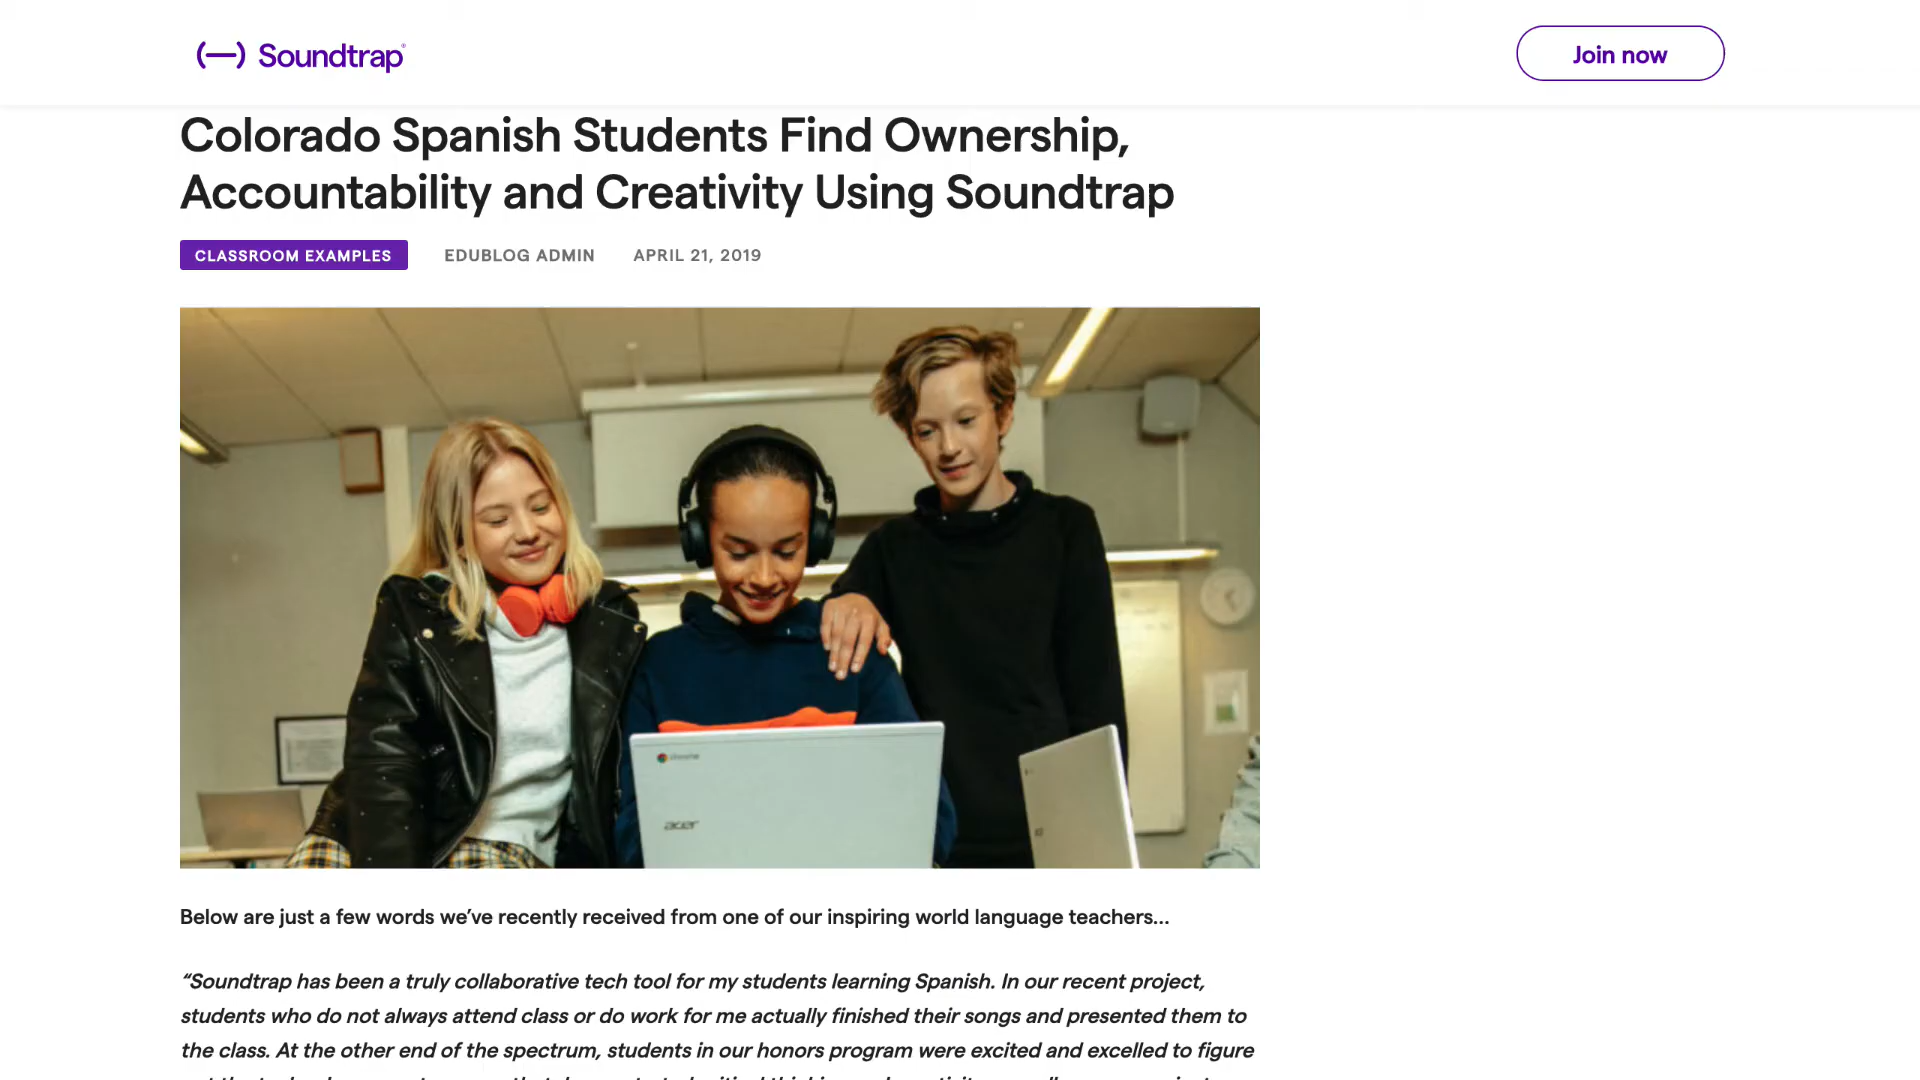 Soundtrap
Join now
Colorado Spanish Students Find Ownership,
Accountability and Creativity Using Soundtrap
CLASSROOM EXAMPLES EDUBLOG ADMIN APRIL 21, 2019
chrome
acer
Below are just a few words we’ve recently received from one of our inspiring world language teachers…
“Soundtrap has been a truly collaborative tech tool for my students learning Spanish. In our recent project,
students who do not always attend class or do work for me actually finished their songs and presented them to
the class. At the other end of the spectrum, students in our honors program were excited and excelled to figure